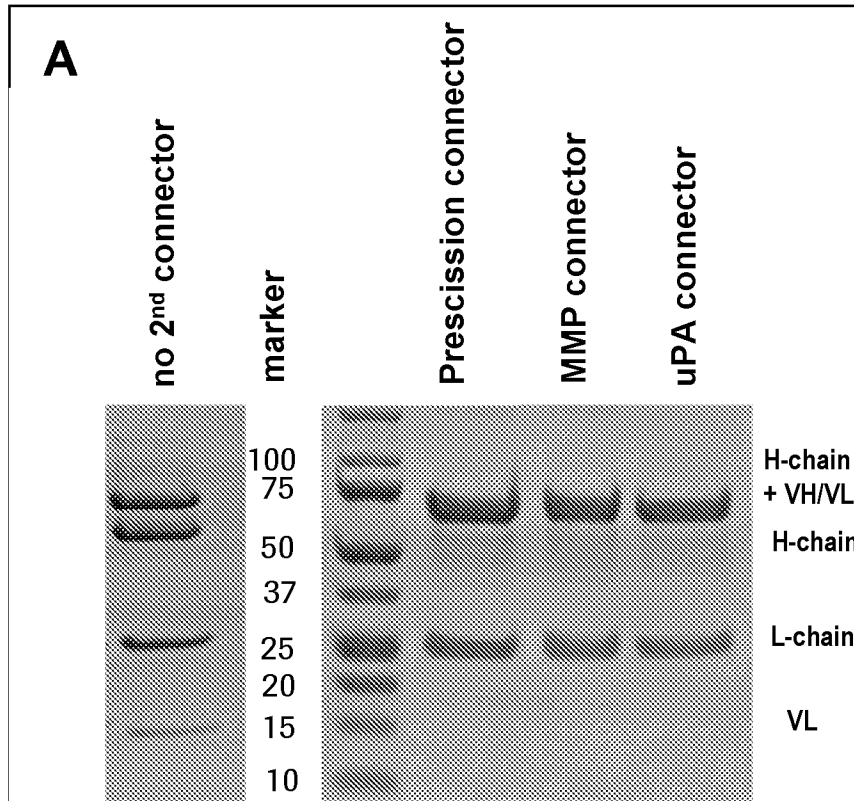 A
no 2nd connector
marker
Prescission connector
MMP connector
uPA connector
100
75
50
37
25
20
15
10
H-chain
+ VH/VL
H-chain
L-chain
VL